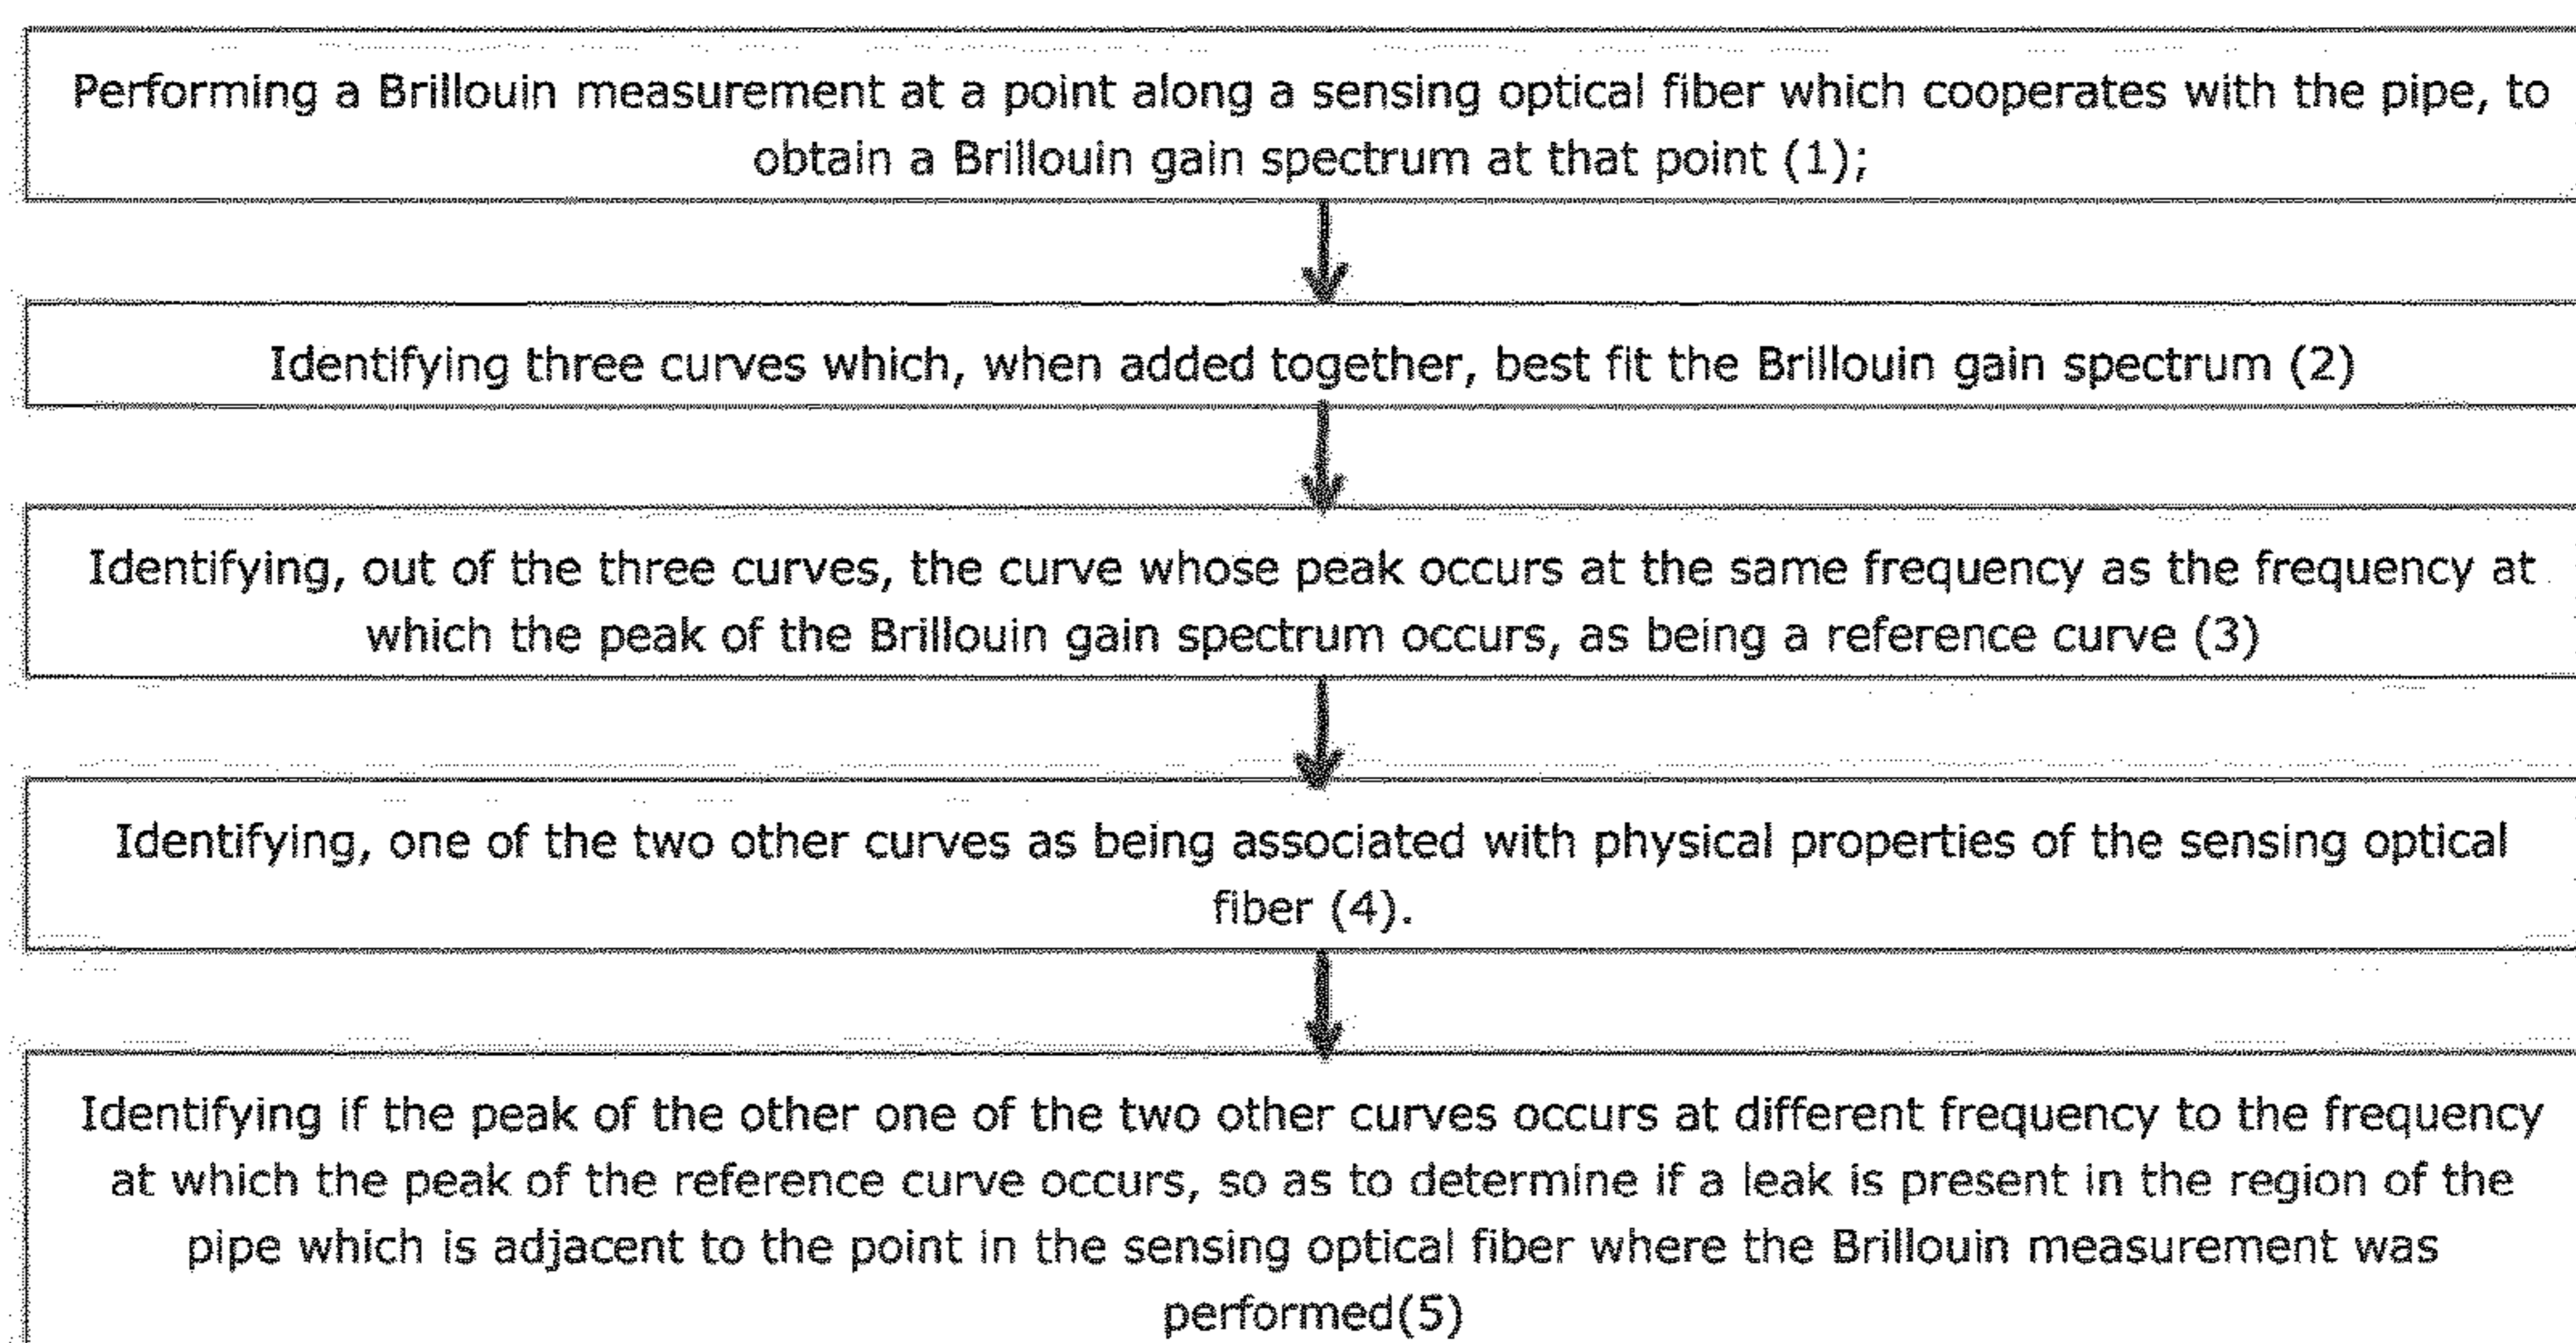 Performing a Brillouin measurement at a point along a sensing optical fiber which cooperates with the pipe, to
obtain a Brillouin gain spectrum at that point (1);
Identifying three curves which, when added together, best fit the Brillouin gain spectrum (2)
Identifying, out of the three curves, the curve whose peak occurs at the same frequency as the frequency at
which the peak of the Brillouin gain spectrum occurs, as being a reference curve (3)
Identifying, one of the two other curves as being associated with physical properties of the sensing optical
fiber (4).
Identifying if the peak of the other one of the two other curves occurs at different frequency to the frequency
at which the peak of the reference curve occurs, so as to determine if a leak is present in the region of the
pipe which is adjacent to the point in the sensing optical fiber where the Brillouin measurement was
performed(5)